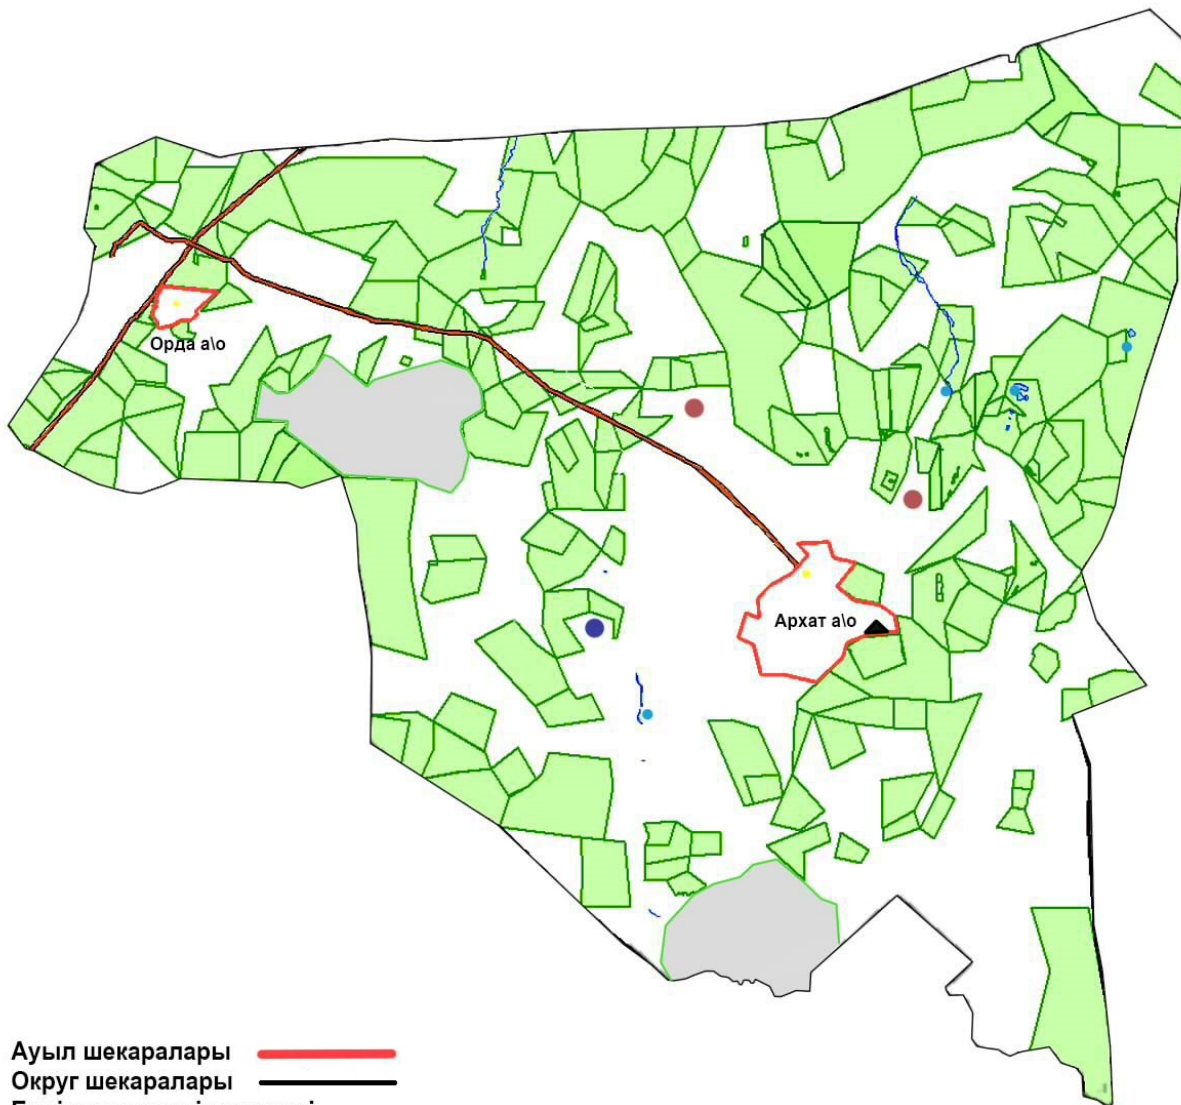 Орда а\о
Архат а\о
Ауыл шекаралары
Округ шекаралары